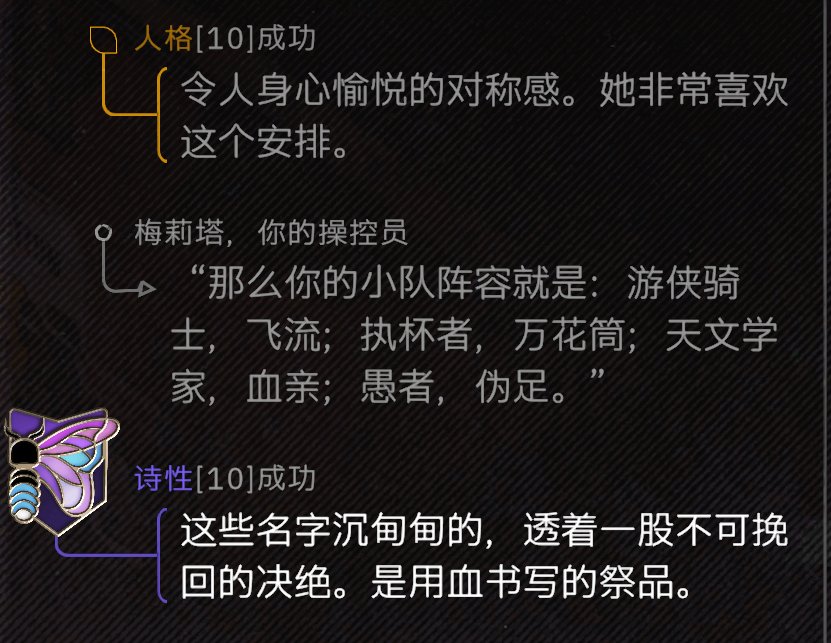 人格[10]成功
令人身心愉悦的对称感。她非常喜欢
这个安排。
梅莉塔，你的操控员
“那么你的小队阵容就是：游侠骑
士，飞流；执杯者，万花筒；天文学
家，血亲；愚者，伪足。”
诗性[10]成功
这些名字沉甸甸的，透着一股不可挽
回的决绝。是用血书写的祭品。